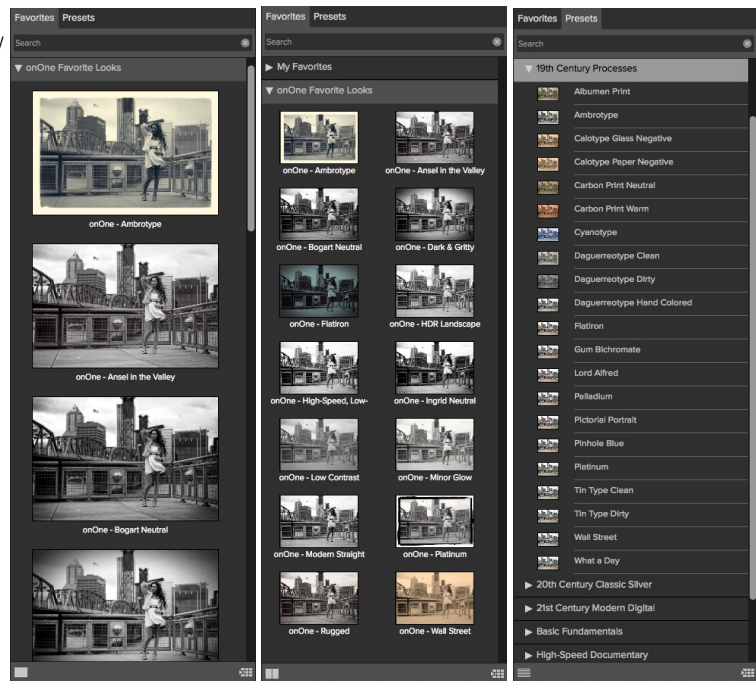 Favorites Presets
Search
▼ onOne Favorite Looks
onOne - Ambrotype
onOne - Ansel in the Valley
onOne - Bogart Neutral
Favorites Presets
Search
▶ My Favorites
▼ onOne Favorite Looks
onOne - Ambrotype onOne - Ansel in the Valley
onOne - Bogart Neutral onOne - Dark & Gritty
onOne - Flatiron onOne - HDR Landscape
onOne - High-Speed, Low- onOne - Ingrid Neutral
onOne - Low Contrast onOne - Minor Glow
onOne - Modern Straight onOne - Platinum
onOne - Rugged onOne - Wall Street
Favorites Presets
Search
▼ 19th Century Processes
Albumen Print
Ambrotype
Calotype Glass Negative
Calotype Paper Negative
Carbon Print Neutral
Carbon Print Warm
Cyanotype
Daguerreotype Clean
Daguerreotype Dirty
Daguerreotype Hand Colored
Flatiron
Gum Bichromate
Lord Alfred
Palladium
Pictorial Portrait
Pinhole Blue
Platinum
Tin Type Clean
Tin Type Dirty
Wall Street
What a Day
▶ 20th Century Classic Silver
▶ 21st Century Modern Digital
▶ Basic Fundamentals
▶ High-Speed Documentary